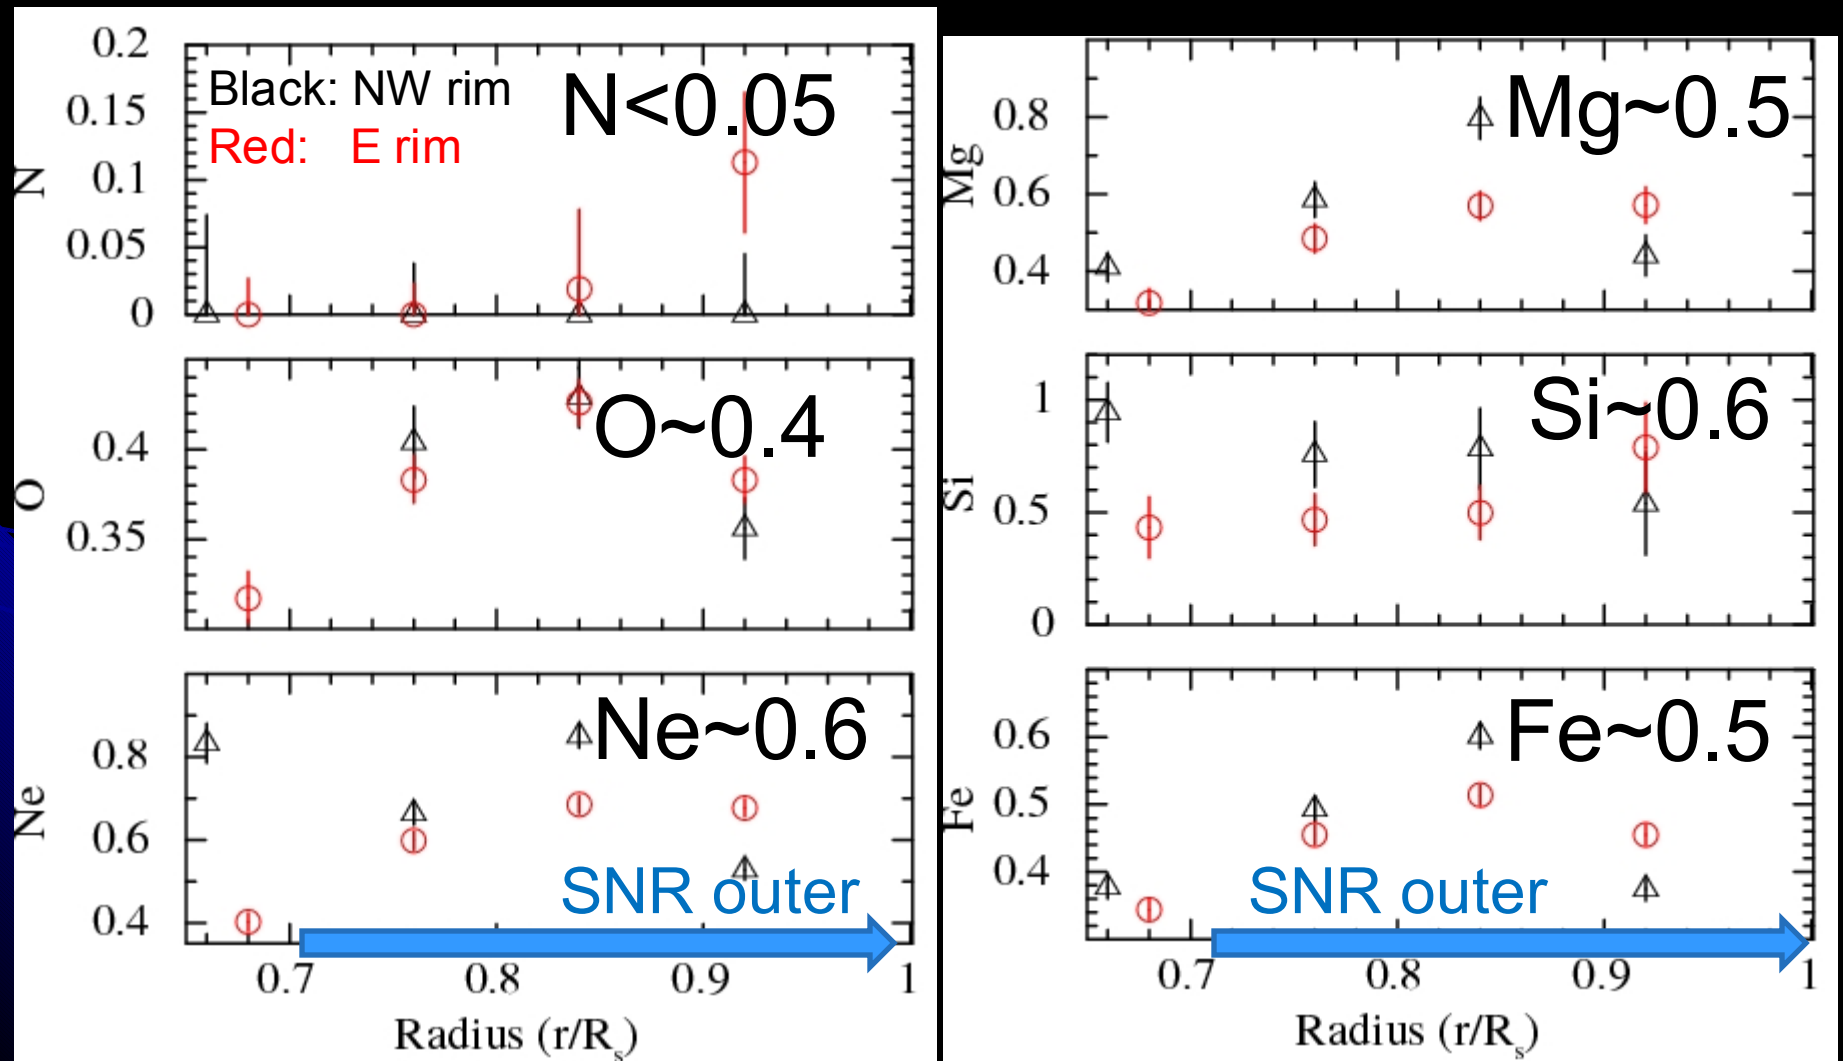 0.2
0.15
0.1
0.05
0
N
Black: NW rim
Red: E rim
N<0.05
0.4
0.35
O
O~0.4
0.8
0.6
0.4
Ne
Ne~0.6
SNR outer
0.7 0.8 0.9 1
Radius (r/Rs)
0.8
0.6
0.4
Mg
Mg~0.5
1
0.5
0
Si
Si~0.6
0.6
0.5
0.4
Fe
Fe~0.5
SNR outer
0.7 0.8 0.9 1
Radius (r/Rs)